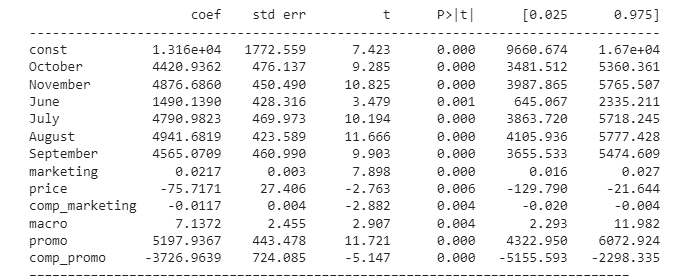 coef std err t P>|t| [0.025 0.975]
const 1.316e+04 1772.559 7.423 0.000 9660.674 1.67e+04
October 4420.9362 476.137 9.285 0.000 3481.512 5360.361
November 4876.6860 450.490 10.825 0.000 3987.865 5765.507
June 1490.1390 428.316 3.479 0.001 645.067 2335.211
July 4790.9823 469.973 10.194 0.000 3863.720 5718.245
August 4941.6819 423.589 11.666 0.000 4105.936 5777.428
September 4565.0709 460.990 9.903 0.000 3655.533 5474.609
marketing 0.0217 0.003 7.898 0.000 0.016 0.027
price -75.7171 27.406 -2.763 0.006 -129.790 -21.644
comp_marketing -0.0117 0.004 -2.882 0.004 -0.020 -0.004
macro 7.1372 2.455 2.907 0.004 2.293 11.982
promo 5197.9367 443.478 11.721 0.000 4322.950 6072.924
comp_promo -3726.9639 724.085 -5.147 0.000 -5155.593 -2298.335